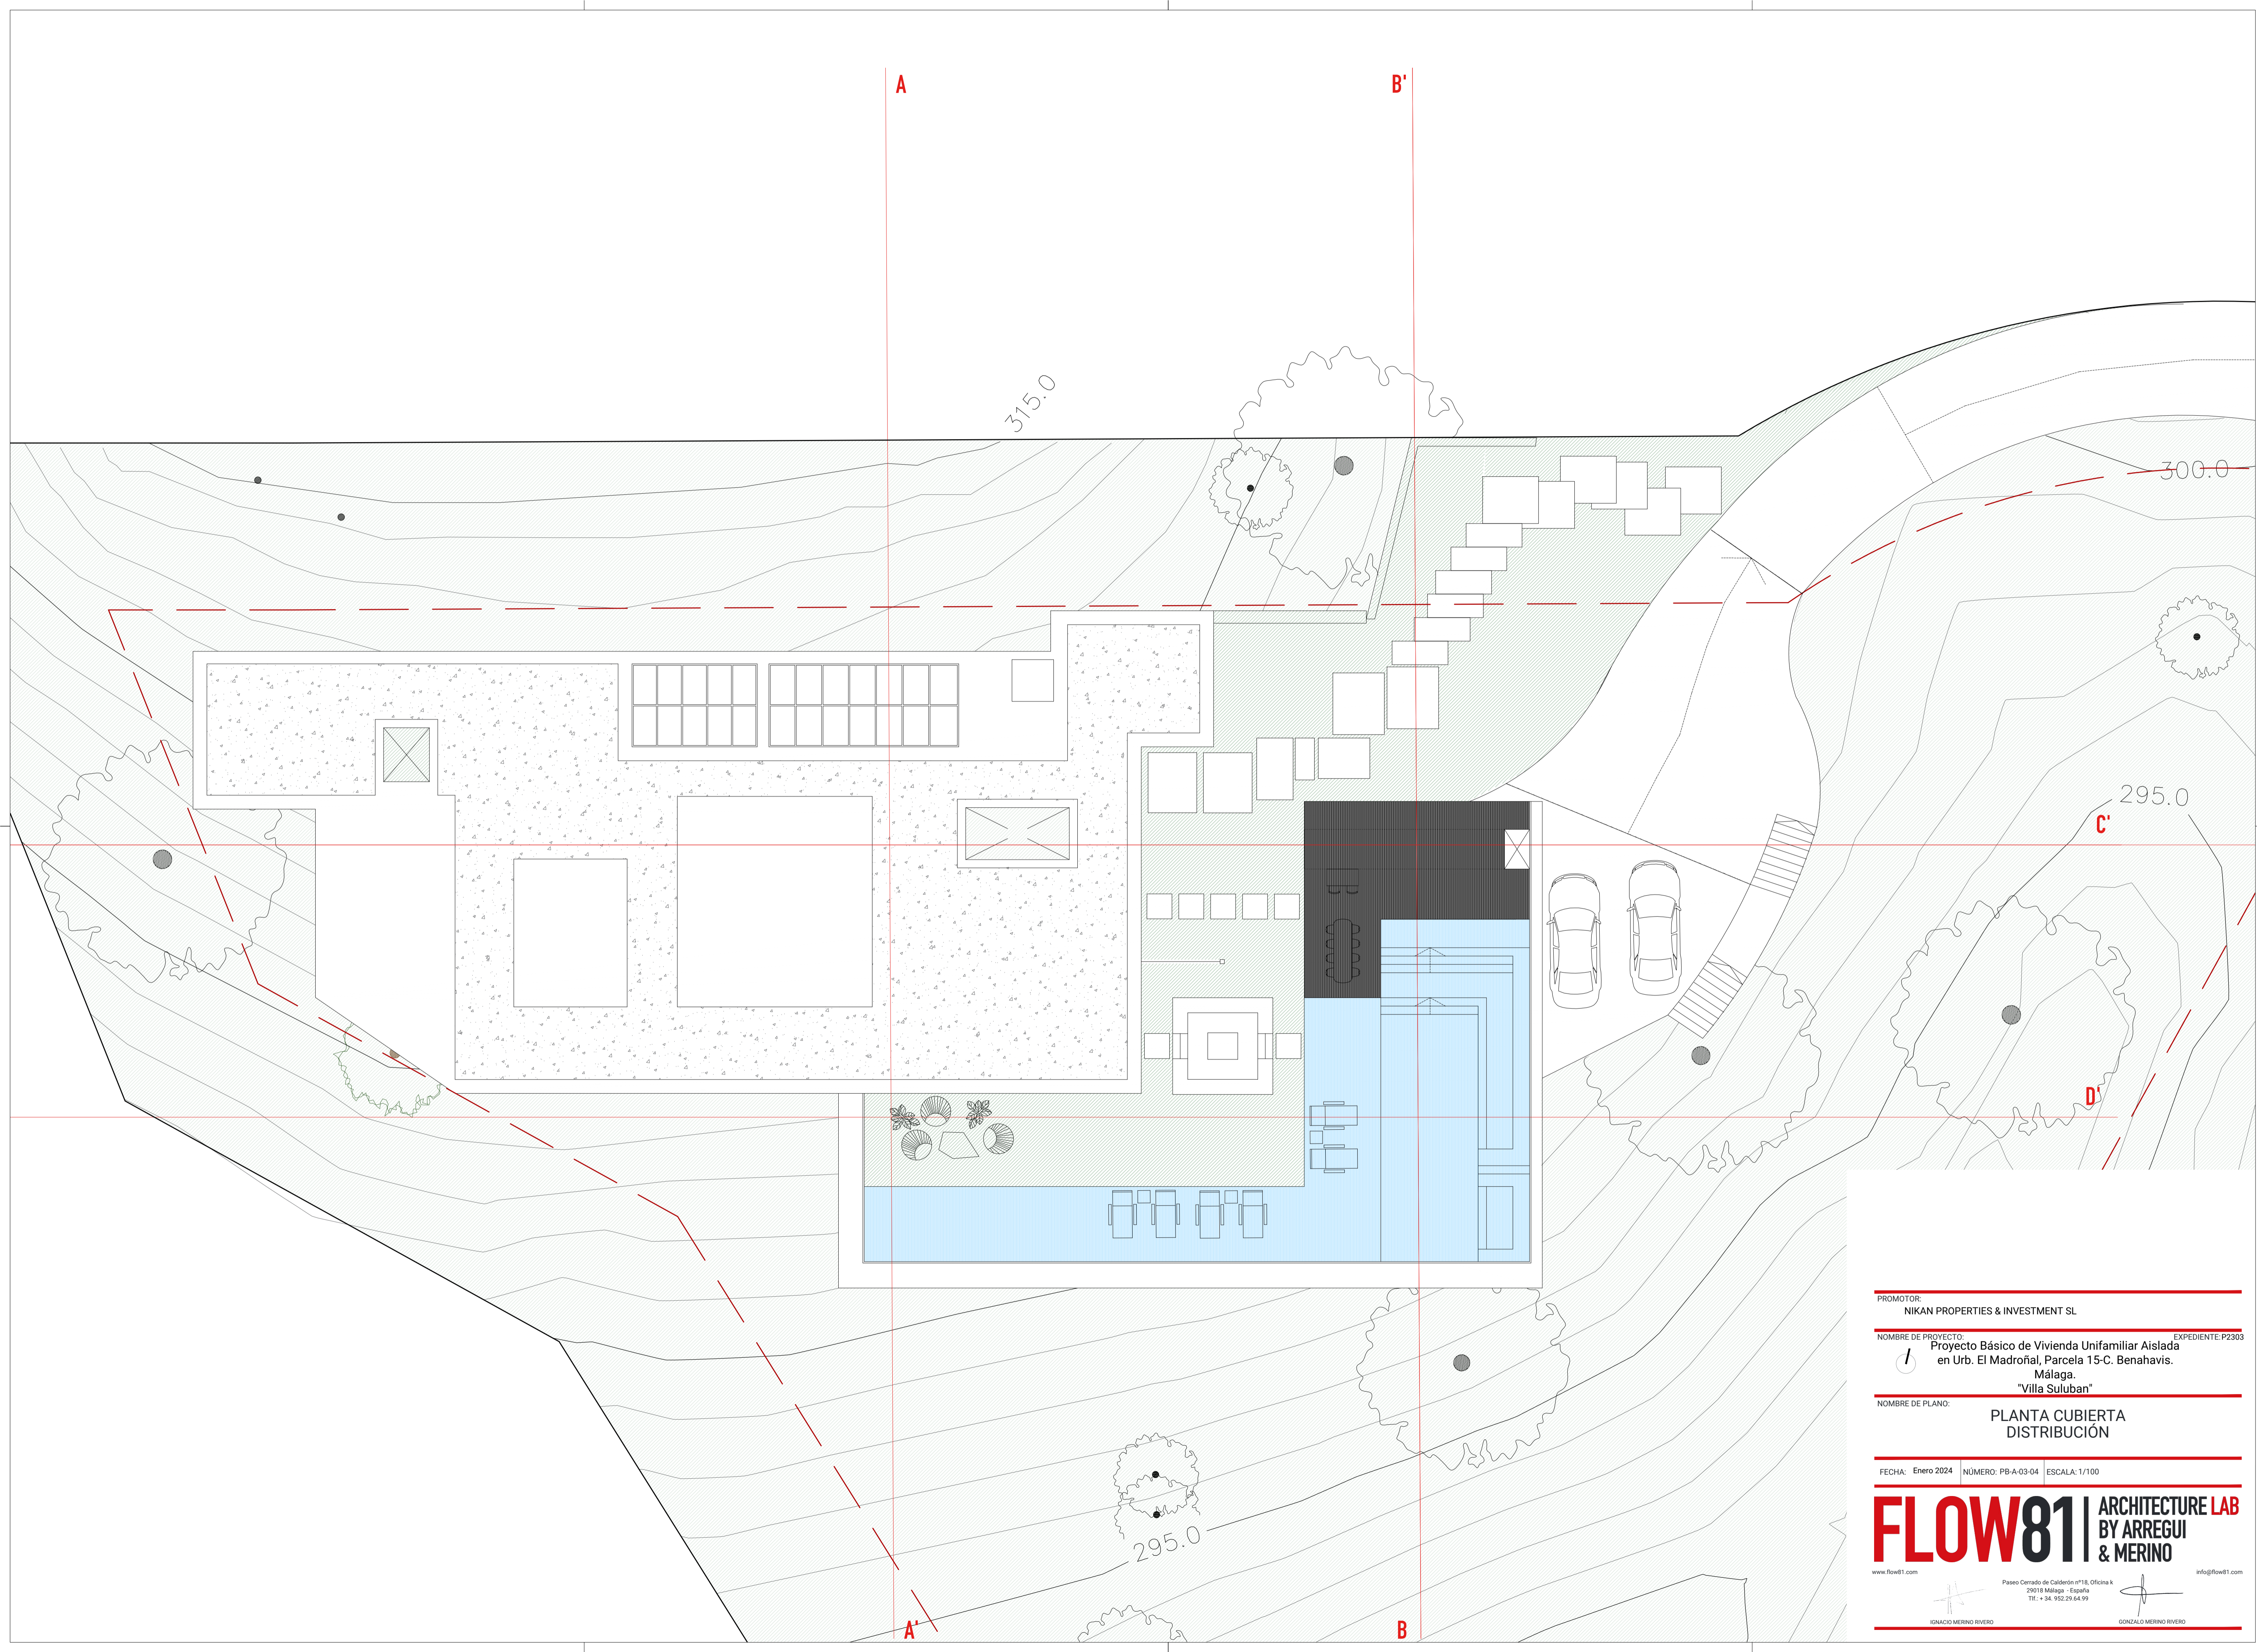 A
B'
315.0
300.0
295.0
C'
D'
295.0
A'
B
PROMOTOR:
NIKAN PROPERTIES & INVESTMENT SL
NOMBRE DE PROYECTO:
EXPEDIENTE: P2303
Proyecto Básico de Vivienda Unifamiliar Aislada
en Urb. El Madroñal, Parcela 15-C. Benahavis.
Málaga.
"Villa Suluban"
NOMBRE DE PLANO:
PLANTA CUBIERTA
DISTRIBUCIÓN
FECHA: Enero 2024 NÚMERO: PB-A-03-04 ESCALA: 1/100
FLOW81
ARCHITECTURE LAB
BY ARREGUI
& MERINO
www.flow81.com
info@flow81.com
Paseo Cerrado de Calderón nº18, Oficina k
29018 Málaga - España
Tlf.: + 34. 952.29.64.99
IGNACIO MERINO RIVERO
GONZALO MERINO RIVERO